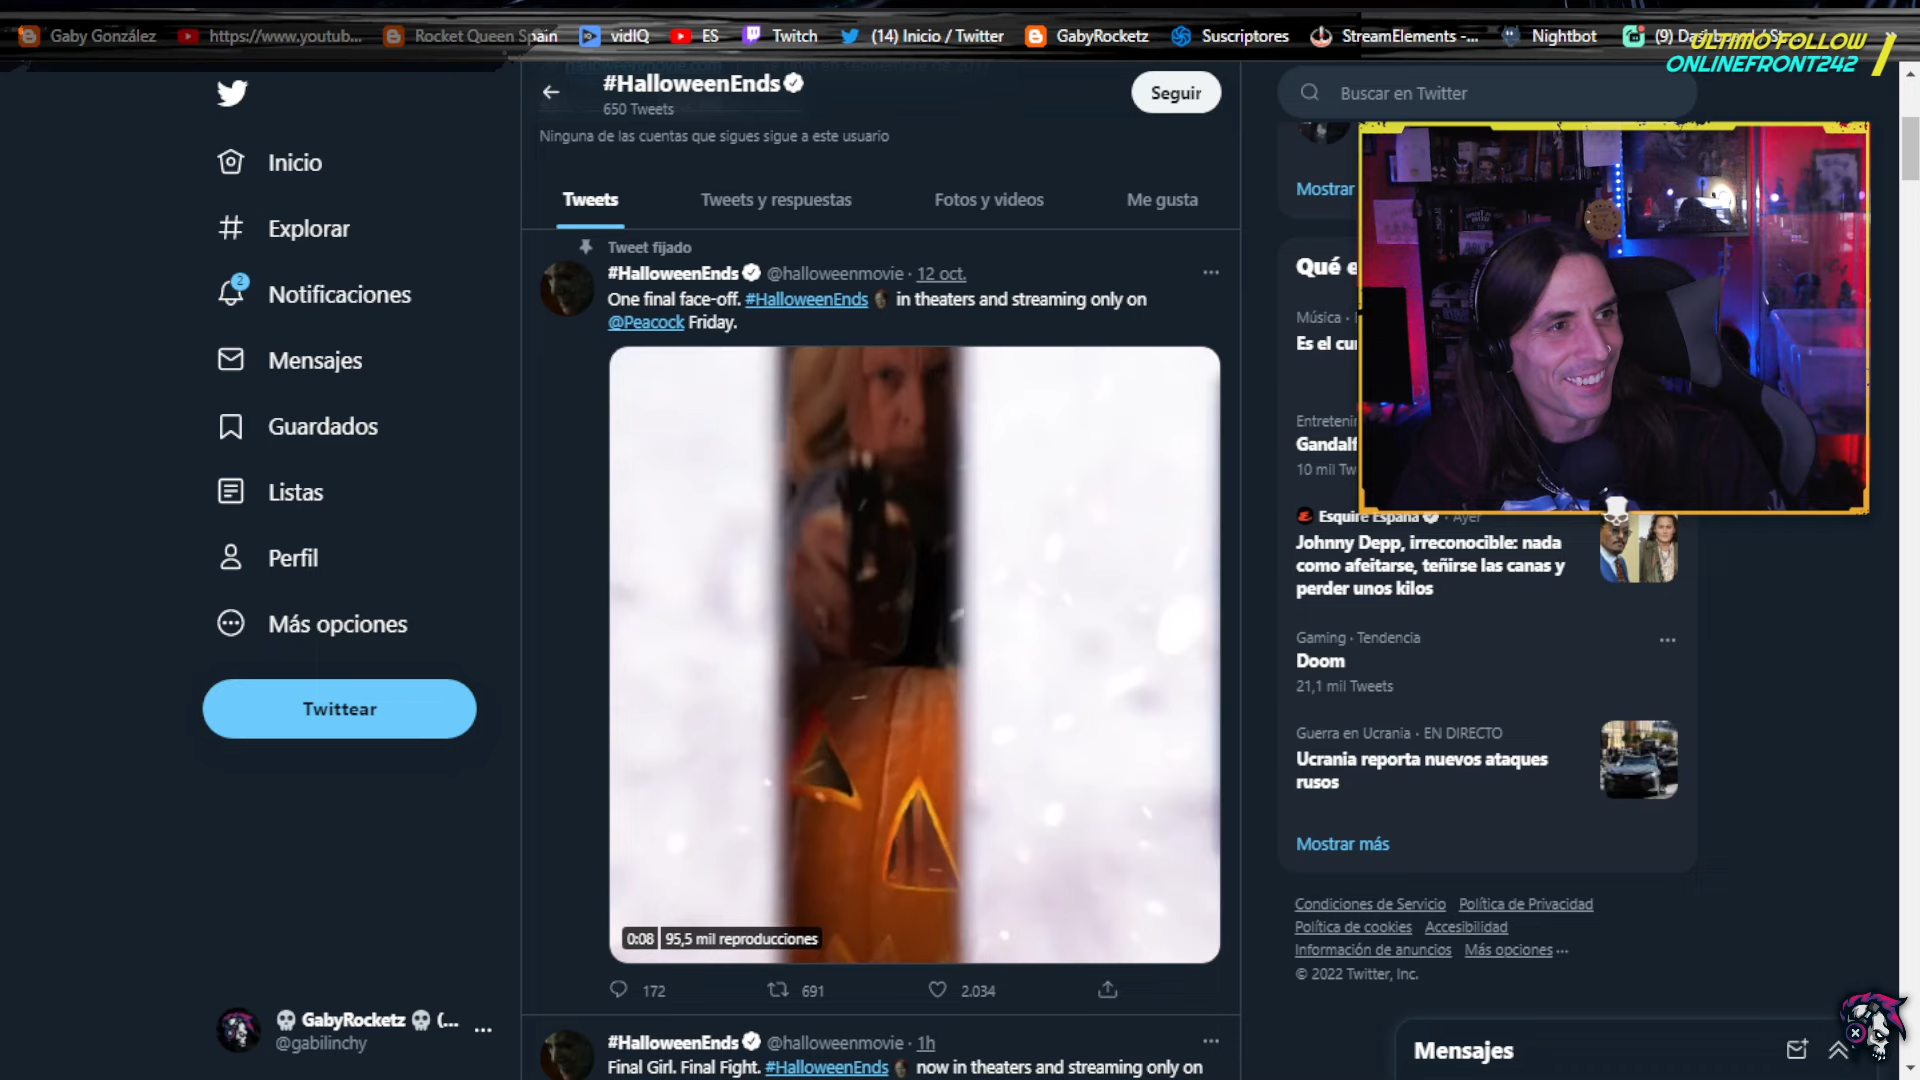 Gaby González
https://www.youtub...
Rocket Queen Spain
vidIQ
ES
Twitch
(14) Inicio / Twitter
GabyRocketz
Suscriptores
StreamElements -...
Nightbot
ULTIMO FOLLOW
ONLINEFRONT242
Inicio
Explorar
2
Notificaciones
Mensajes
Guardados
Listas
Perfil
Más opciones
Twittear
GabyRocketz (...
@gabilinchy
#HalloweenEnds
650 Tweets
Seguir
Ninguna de las cuentas que sigues sigue a este usuario
Tweets
Tweets y respuestas
Fotos y videos
Me gusta
Tweet fijado
#HalloweenEnds @halloweenmovie · 12 oct.
One final face-off. #HalloweenEnds in theaters and streaming only on
@Peacock Friday.
0:08 95,5 mil reproducciones
172
691
2.034
#HalloweenEnds @halloweenmovie · 1h
Final Girl. Final Fight. #HalloweenEnds now in theaters and streaming only on
Buscar en Twitter
Mostrar
Qué
Música ·
Es el
Gandalf
10 mil
Esquire España · Ayer
Johnny Depp, irreconocible: nada
como afeitarse, teñirse las canas y
perder unos kilos
Gaming · Tendencia
Doom
21,1 mil Tweets
Guerra en Ucrania · EN DIRECTO
Ucrania reporta nuevos ataques
rusos
Mostrar más
Condiciones de Servicio Política de Privacidad
Política de cookies Accesibilidad
Información de anuncios Más opciones ···
© 2022 Twitter, Inc.
Mensajes